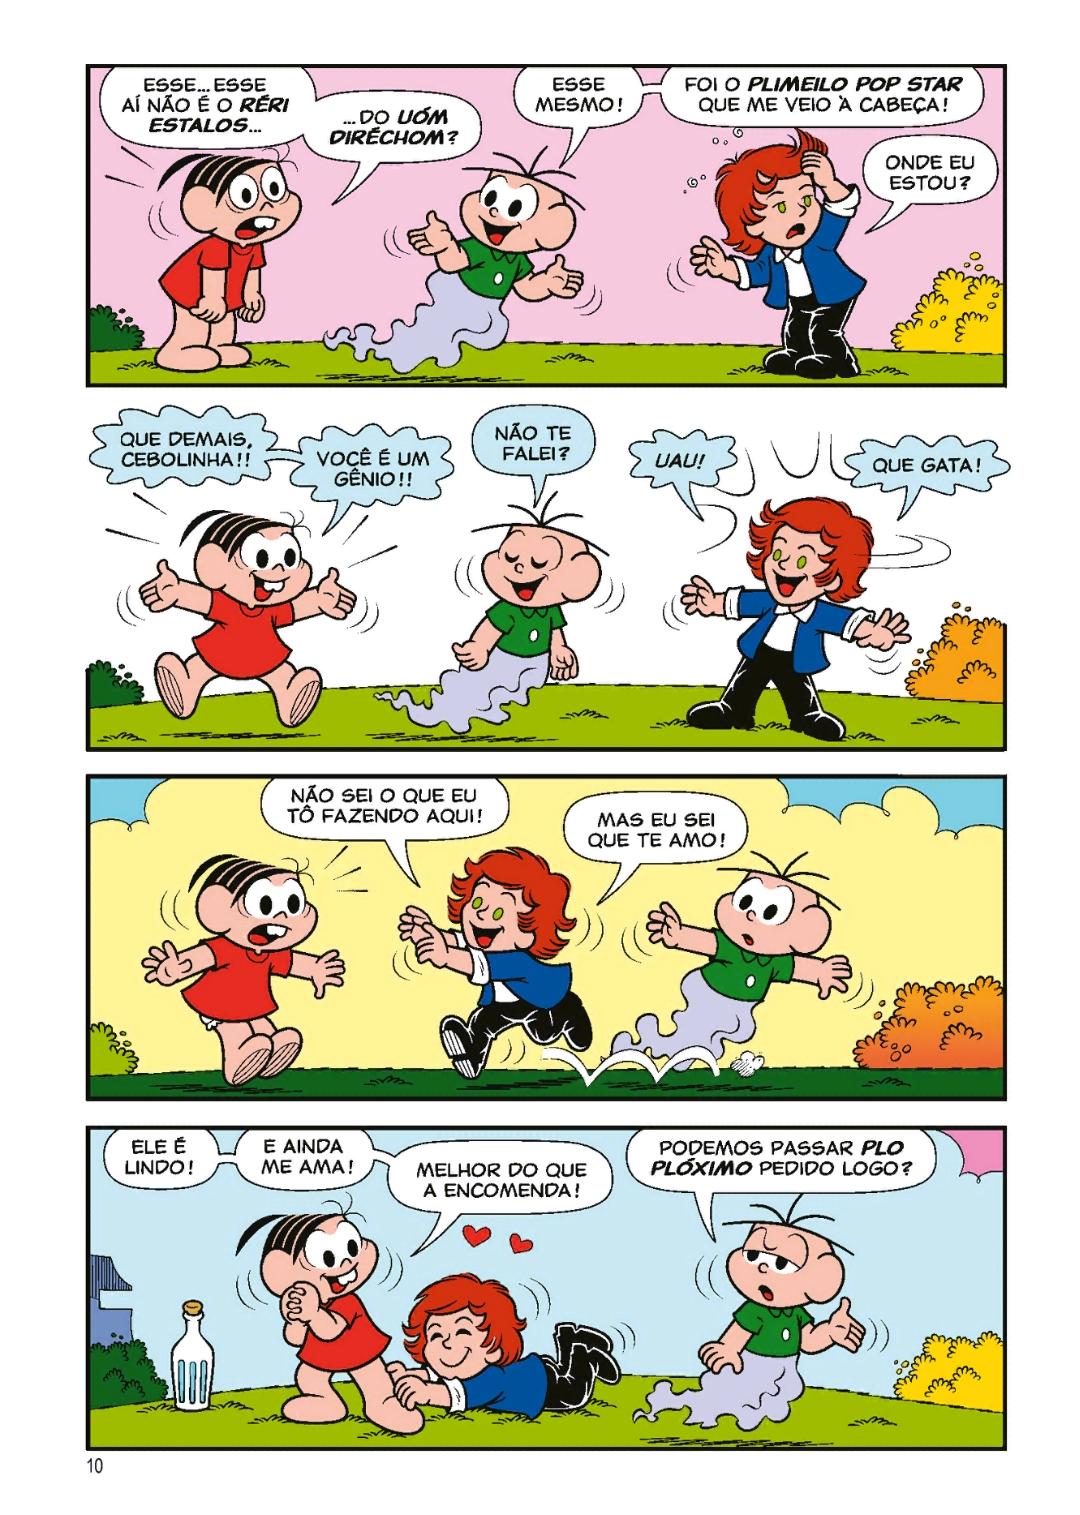 ESSE... ESSE
AÍ NÃO É O RÉRI
ESTALOS...
...DO UÓM
DIRÉCHOM?
ESSE
MESMO!
FOI O PLIMEILO POP STAR
QUE ME VEIO À CABEÇA!
ONDE EU
ESTOU?
QUE DEMAIS,
CEBOLINHA!!
VOCÊ É UM
GÊNIO!!
NÃO TE
FALEI?
UAU!
QUE GATA!
NÃO SEI O QUE EU
TÔ FAZENDO AQUI!
MAS EU SEI
QUE TE AMO!
ELE É
LINDO!
E AINDA
ME AMA!
MELHOR DO QUE
A ENCOMENDA!
PODEMOS PASSAR PLO
PLÓXIMO PEDIDO LOGO?
10